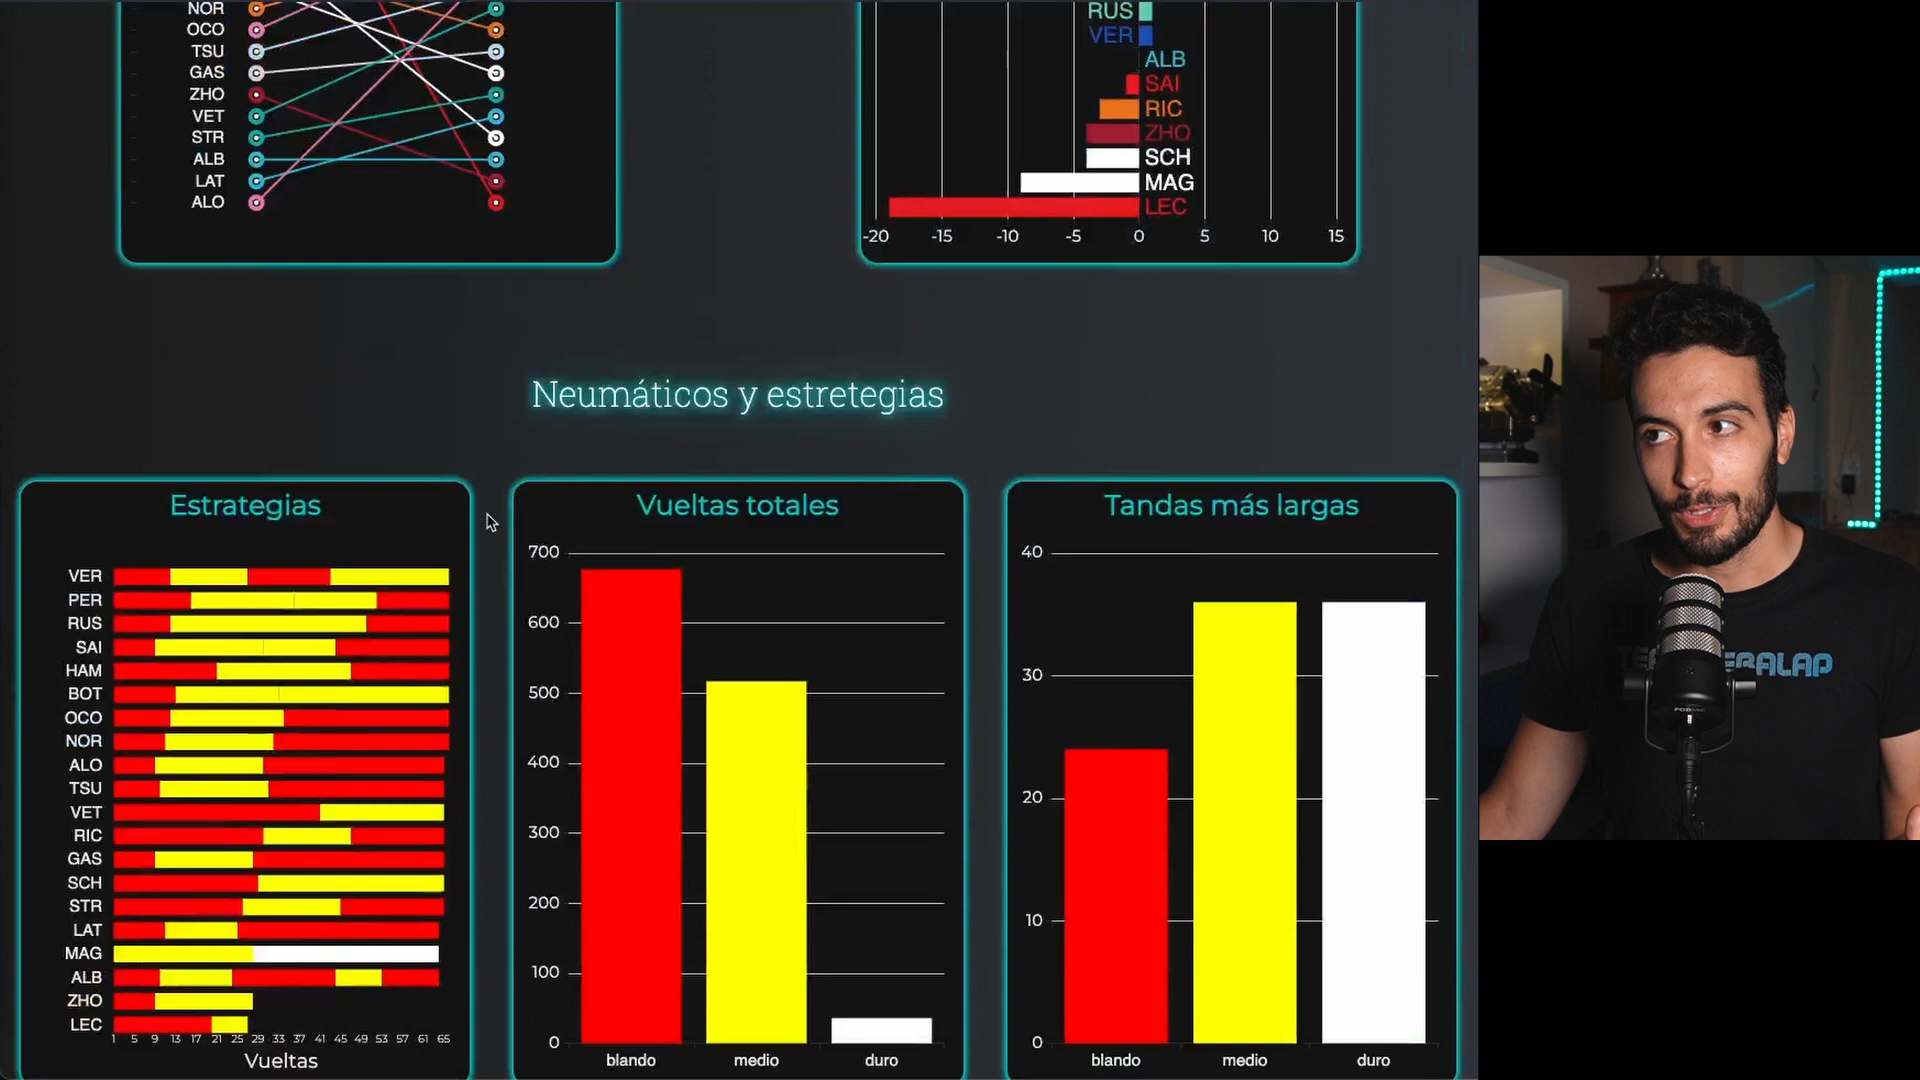 NOR
OCO
TSU
GAS
ZHO
VET
STR
ALB
LAT
ALO
RUS
VER
ALB
SAI
RIC
ZHO
SCH
MAG
LEC
-20 -15 -10 -5 0 5 10 15
Neumáticos y estretegias
Estrategias
VER
PER
RUS
SAI
HAM
BOT
OCO
NOR
ALO
TSU
VET
RIC
GAS
SCH
STR
LAT
MAG
ALB
ZHO
LEC
1 5 9 13 17 21 25 29 33 37 41 45 49 53 57 61 65
Vueltas
Vueltas totales
700
600
500
400
300
200
100
0
blando medio duro
Tandas más largas
40
30
20
10
0
blando medio duro